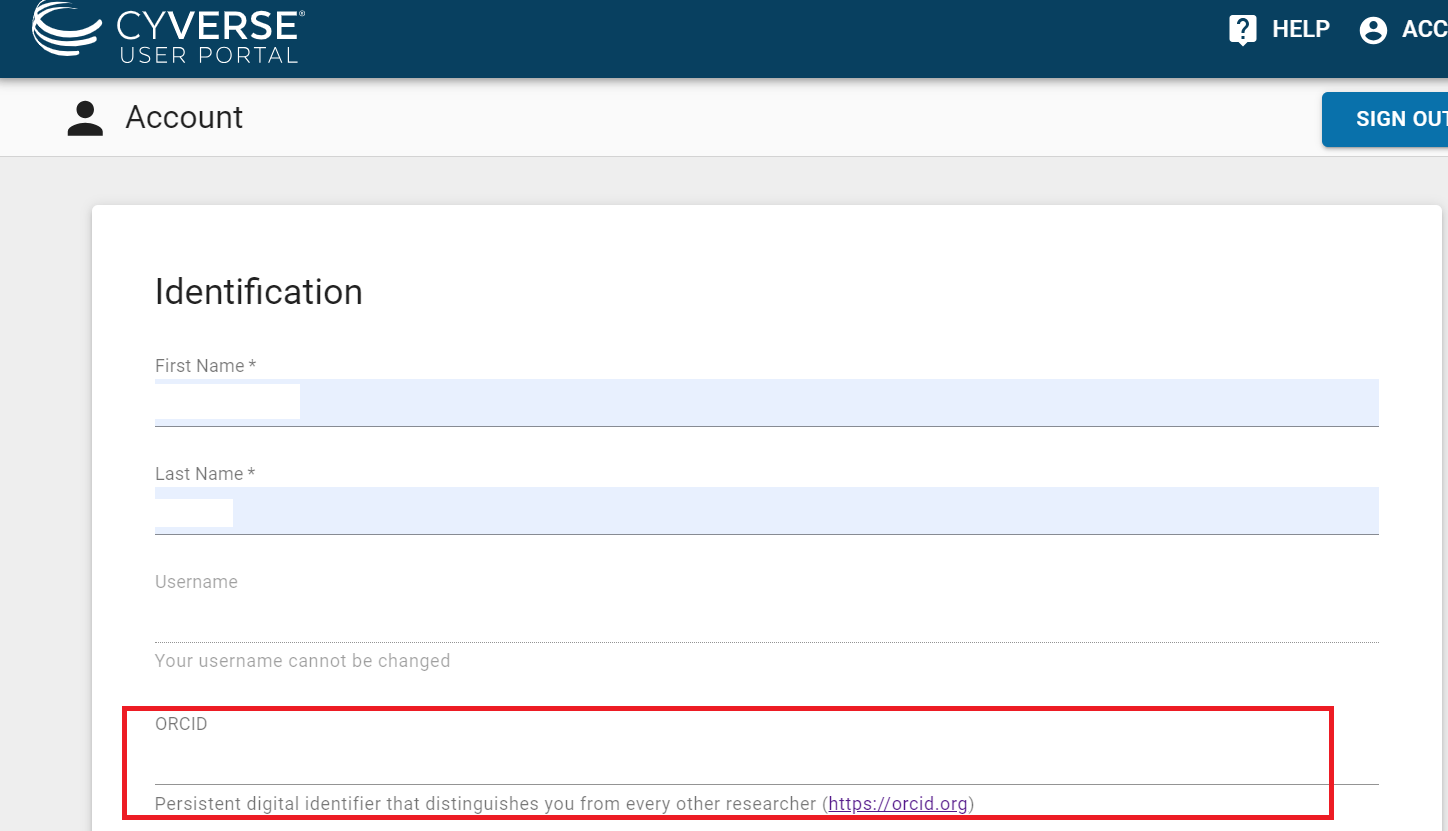 CYVERSE®
USER PORTAL
HELP
ACC
Account
SIGN OUT
Identification
First Name *
Last Name *
Username
Your username cannot be changed
ORCID
Persistent digital identifier that distinguishes you from every other researcher (https://orcid.org)